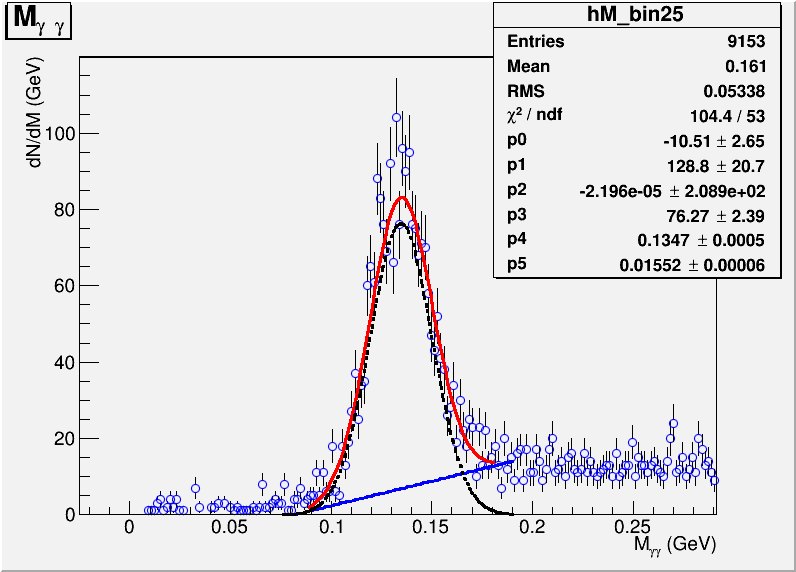 Mγ γ
hM_bin25
Entries 9153
Mean 0.161
RMS 0.05338
χ² / ndf 104.4 / 53
p0 -10.51 ± 2.65
p1 128.8 ± 20.7
p2 -2.196e-05 ± 2.089e+02
p3 76.27 ± 2.39
p4 0.1347 ± 0.0005
p5 0.01552 ± 0.00006
dN/dM (GeV)
100
80
60
40
20
0
0 0.05 0.1 0.15 0.2 0.25
Mγγ (GeV)